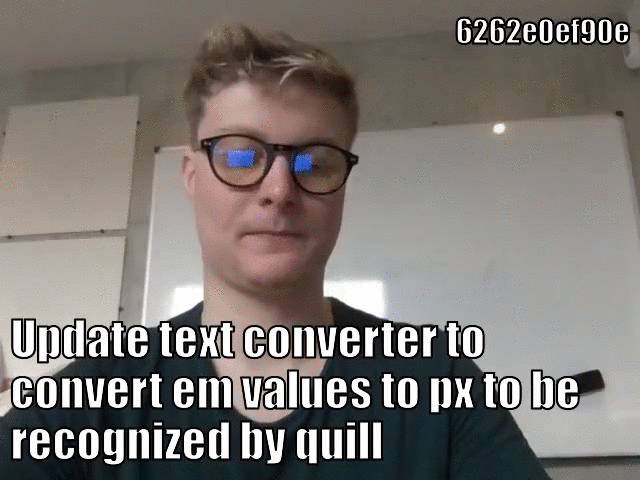 6262e0ef90e
Update text converter to
convert em values to px to be
recognized by quill